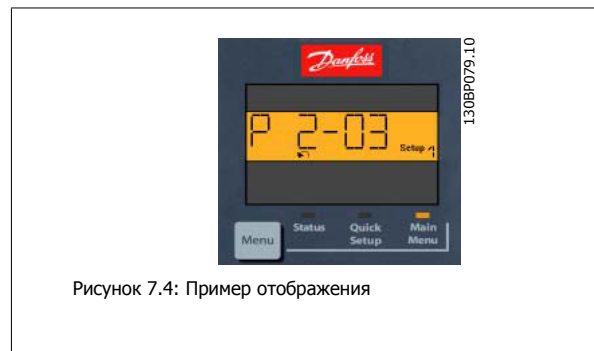 Danfoss
130BP079.10
P 2-03
Setup 1
Menu
Status
Quick Setup
Main Menu
Рисунок 7.4: Пример отображения